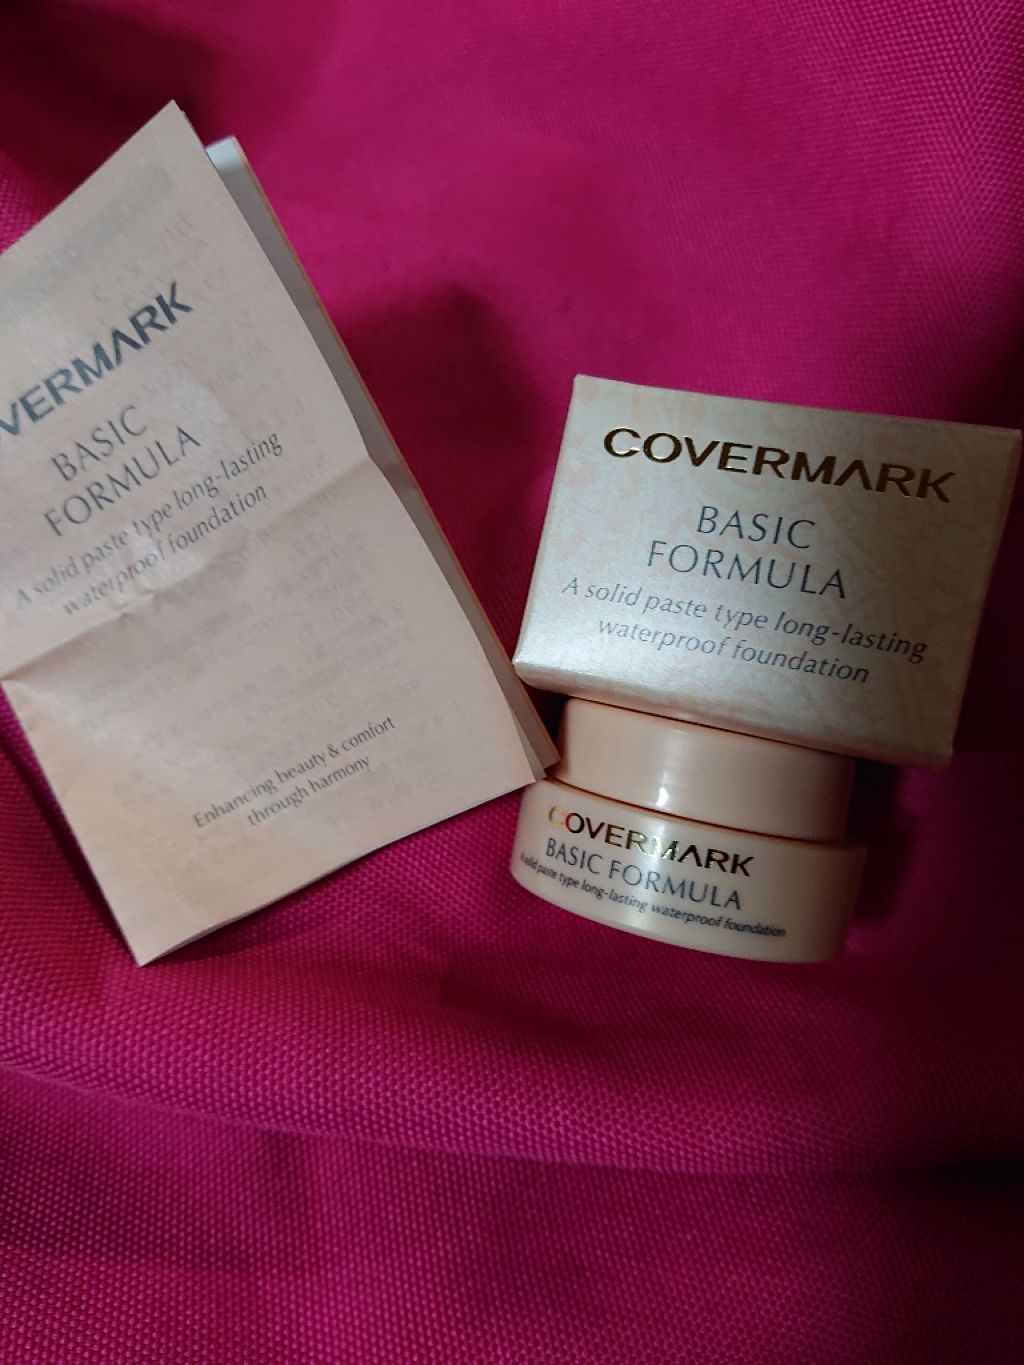 COVERMARK
BASIC
FORMULA
A solid paste type long-lasting
waterproof foundation
Enhancing beauty & comfort
through harmony
COVERMARK
BASIC
FORMULA
A solid paste type long-lasting
waterproof foundation
COVERMARK
BASIC FORMULA
A solid paste type long-lasting waterproof foundation